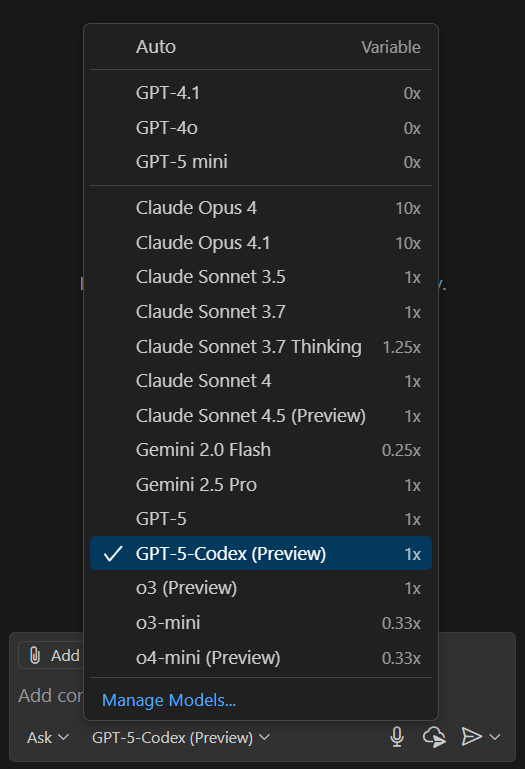 Auto Variable
GPT-4.1 0x
GPT-4o 0x
GPT-5 mini 0x
Claude Opus 4 10x
Claude Opus 4.1 10x
Claude Sonnet 3.5 1x
Claude Sonnet 3.7 1x
Claude Sonnet 3.7 Thinking 1.25x
Claude Sonnet 4 1x
Claude Sonnet 4.5 (Preview) 1x
Gemini 2.0 Flash 0.25x
Gemini 2.5 Pro 1x
GPT-5 1x
GPT-5-Codex (Preview) 1x
o3 (Preview) 1x
o3-mini 0.33x
o4-mini (Preview) 0.33x
Manage Models...
Add
Add
Ask GPT-5-Codex (Preview)